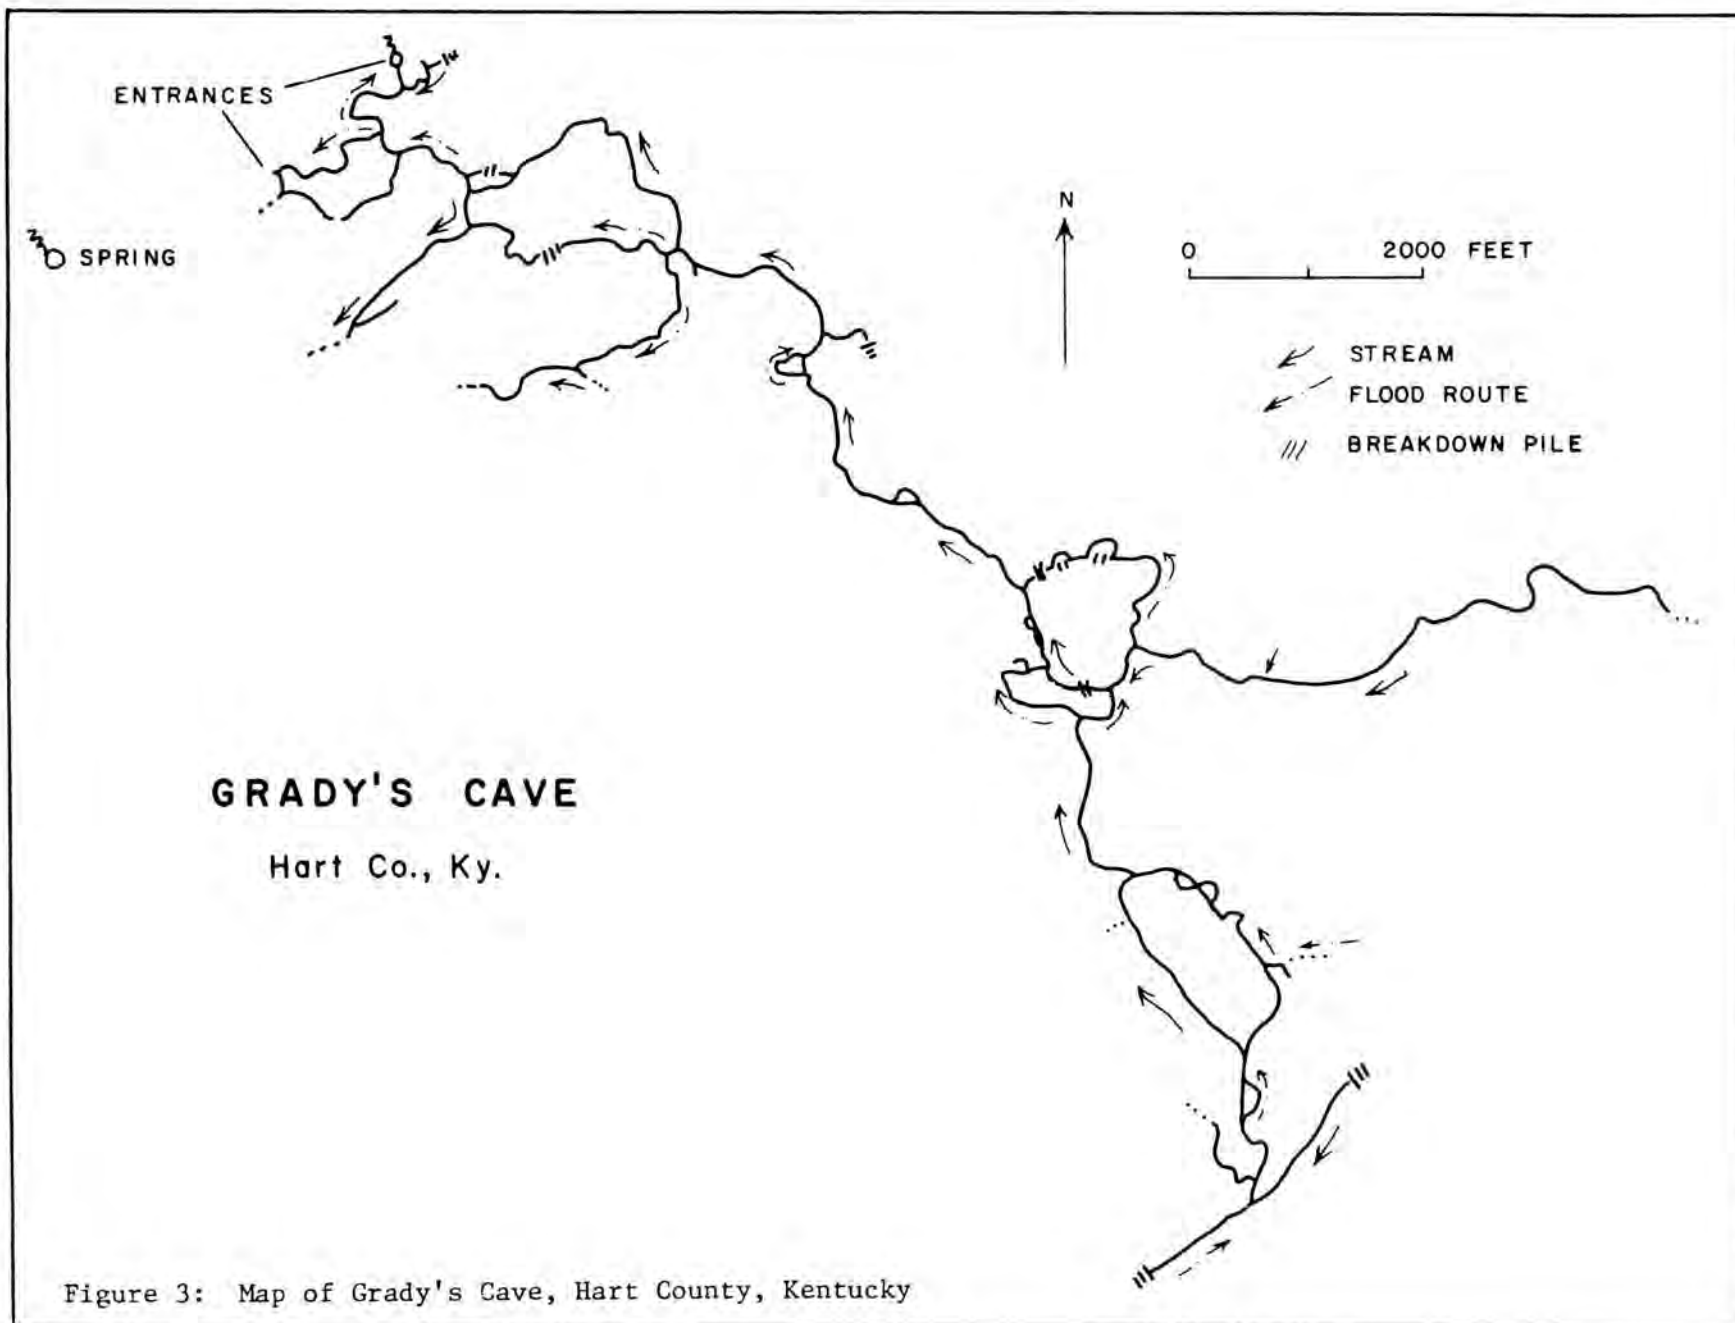 ENTRANCES
SPRING
N
0 2000 FEET
STREAM
FLOOD ROUTE
BREAKDOWN PILE
GRADY'S CAVE
Hart Co., Ky.
Figure 3: Map of Grady's Cave, Hart County, Kentucky